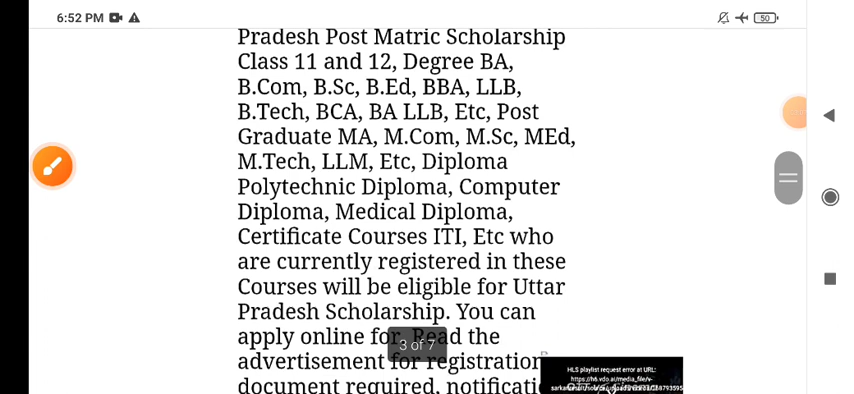 6:52 PM
50
Pradesh Post Matric Scholarship
Class 11 and 12, Degree BA,
B.Com, B.Sc, B.Ed, BBA, LLB,
B.Tech, BCA, BA LLB, Etc, Post
Graduate MA, M.Com, M.Sc, MEd,
M.Tech, LLM, Etc, Diploma
Polytechnic Diploma, Computer
Diploma, Medical Diploma,
Certificate Courses ITI, Etc who
are currently registered in these
Courses will be eligible for Uttar
Pradesh Scholarship. You can
apply online for, Read the
3 of 7
advertisement for registration
document required,
HLS playlist request error at URL: